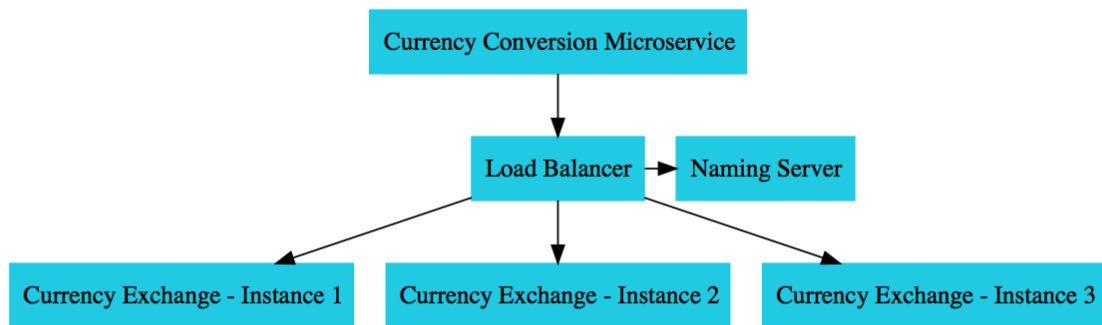 Currency Conversion Microservice
Load Balancer
Naming Server
Currency Exchange - Instance 1
Currency Exchange - Instance 2
Currency Exchange - Instance 3